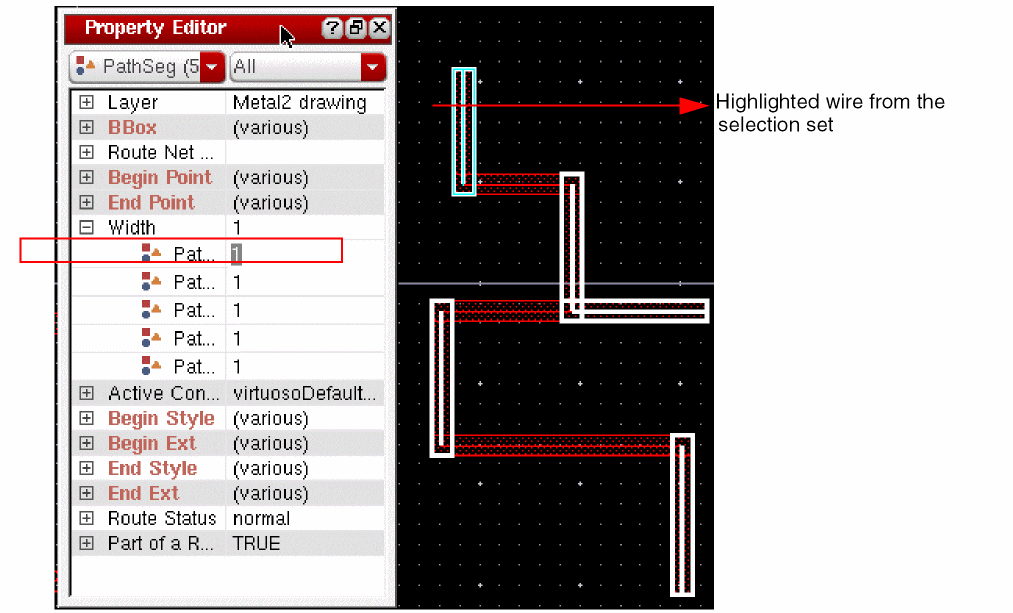 Property Editor
PathSeg (5 All
Layer Metal2 drawing
BBox (various)
Route Net ...
Begin Point (various)
End Point (various)
Width 1
Pat... 1
Pat... 1
Pat... 1
Pat... 1
Pat... 1
Active Con... virtuosoDefault...
Begin Style (various)
Begin Ext (various)
End Style (various)
End Ext (various)
Route Status normal
Part of a R... TRUE
Highlighted wire from the
selection set